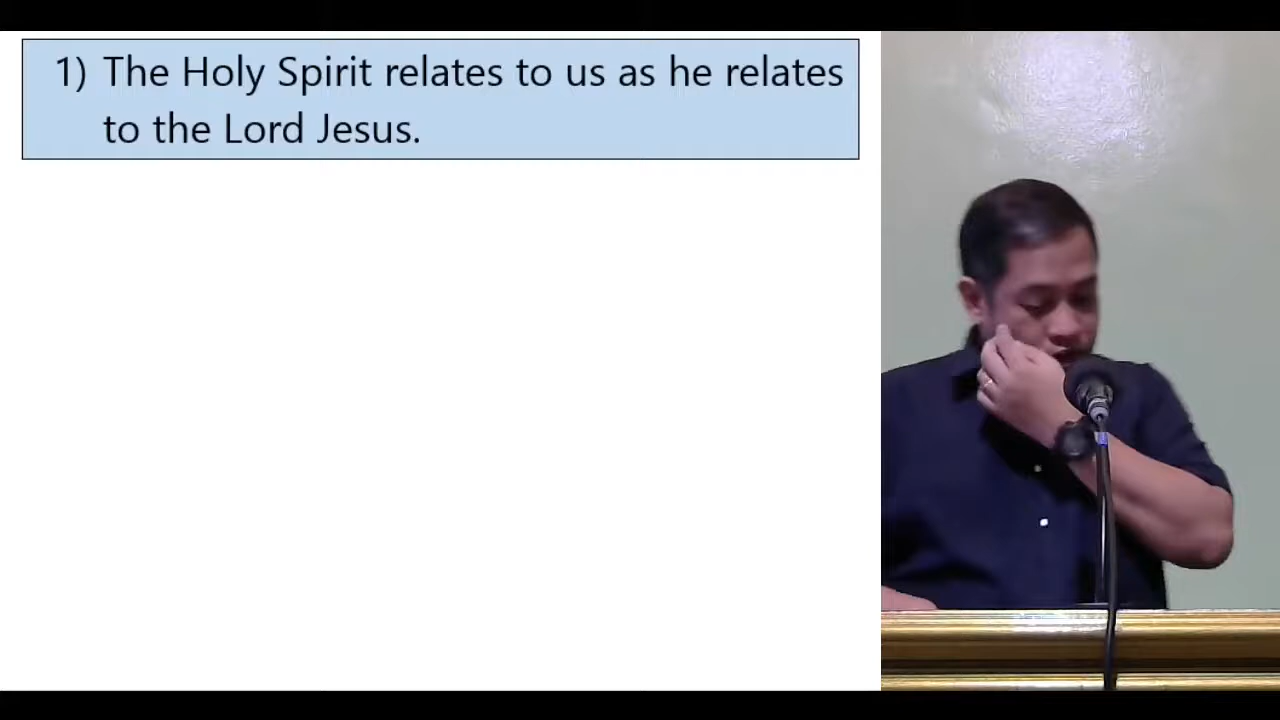 1) The Holy Spirit relates to us as he relates
to the Lord Jesus.